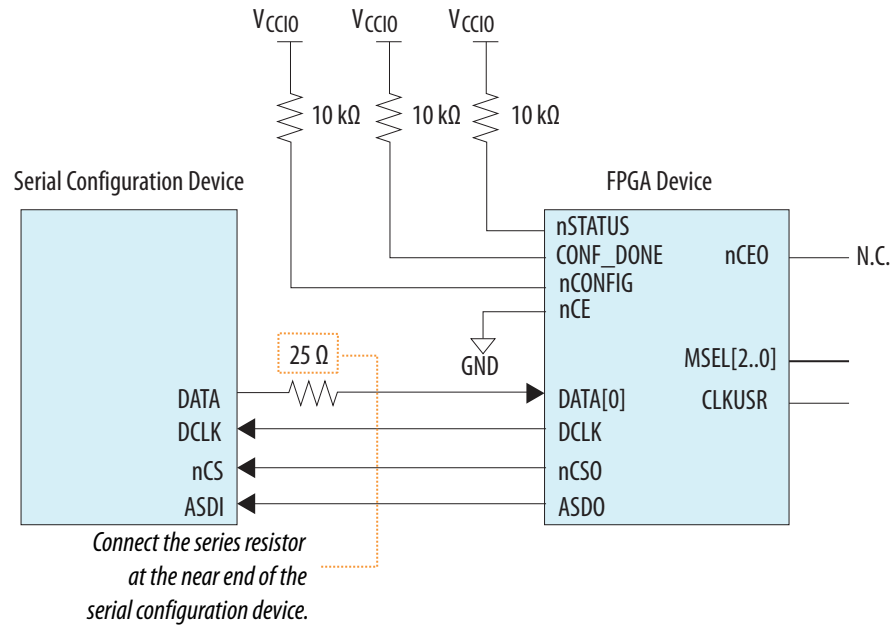 VCCIO VCCIO VCCIO
10 kΩ 10 kΩ 10 kΩ
Serial Configuration Device
FPGA Device
nSTATUS
CONF_DONE
nCONFIG
nCE
GND
nCEO
N.C.
MSEL[2..0]
CLKUSR
25 Ω
DATA
DCLK
nCS
ASDI
DATA[0]
DCLK
nCSO
ASDO
Connect the series resistor
at the near end of the
serial configuration device.